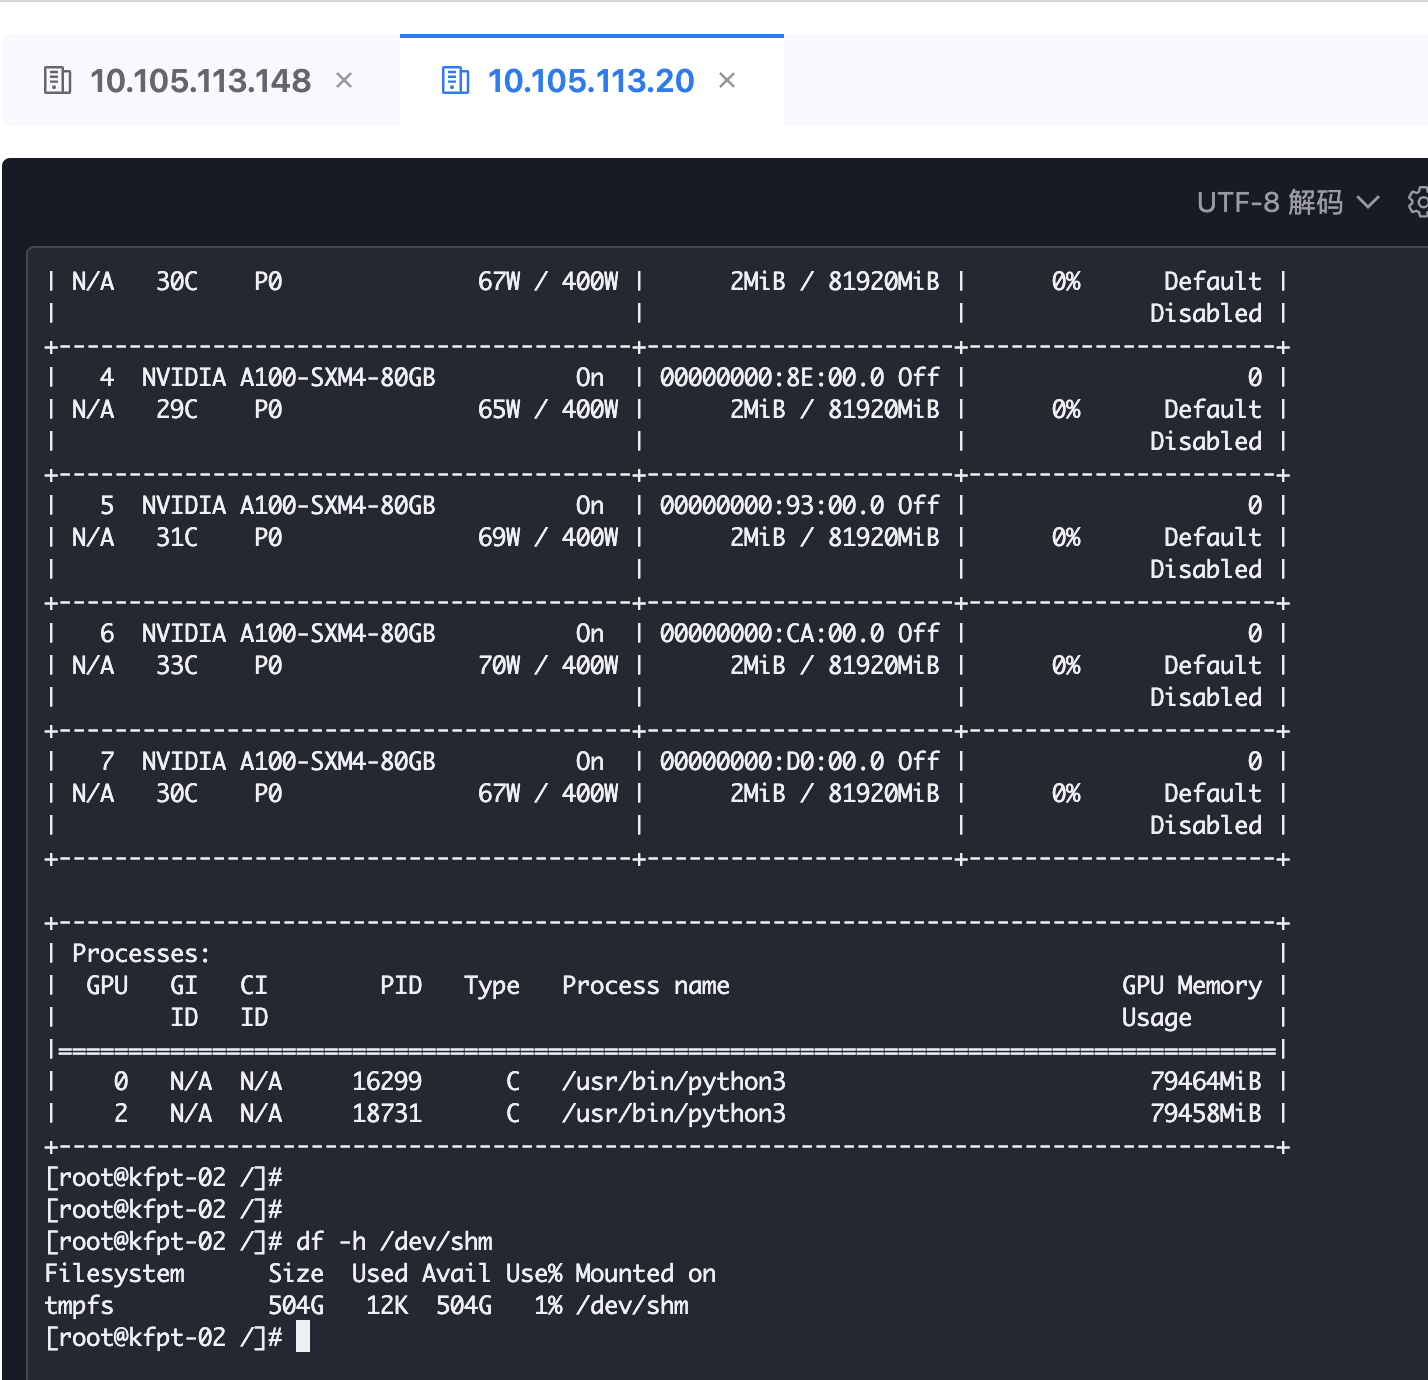 10.105.113.148 ×
10.105.113.20 ×
UTF-8 解码
| N/A   30C    P0              67W / 400W |      2MiB / 81920MiB |      0%      Default |
|                                         |                      |             Disabled |
+-----------------------------------------+----------------------+----------------------+
|   4  NVIDIA A100-SXM4-80GB          On  | 00000000:8E:00.0 Off |                    0 |
| N/A   29C    P0              65W / 400W |      2MiB / 81920MiB |      0%      Default |
|                                         |                      |             Disabled |
+-----------------------------------------+----------------------+----------------------+
|   5  NVIDIA A100-SXM4-80GB          On  | 00000000:93:00.0 Off |                    0 |
| N/A   31C    P0              69W / 400W |      2MiB / 81920MiB |      0%      Default |
|                                         |                      |             Disabled |
+-----------------------------------------+----------------------+----------------------+
|   6  NVIDIA A100-SXM4-80GB          On  | 00000000:CA:00.0 Off |                    0 |
| N/A   33C    P0              70W / 400W |      2MiB / 81920MiB |      0%      Default |
|                                         |                      |             Disabled |
+-----------------------------------------+----------------------+----------------------+
|   7  NVIDIA A100-SXM4-80GB          On  | 00000000:D0:00.0 Off |                    0 |
| N/A   30C    P0              67W / 400W |      2MiB / 81920MiB |      0%      Default |
|                                         |                      |             Disabled |
+-----------------------------------------+----------------------+----------------------+
+---------------------------------------------------------------------------------------+
| Processes:                                                                            |
|  GPU   GI   CI        PID   Type   Process name                            GPU Memory |
|        ID   ID                                                             Usage      |
|=======================================================================================|
|    0   N/A  N/A     16299      C   /usr/bin/python3                          79464MiB |
|    2   N/A  N/A     18731      C   /usr/bin/python3                          79458MiB |
+---------------------------------------------------------------------------------------+
[root@kfpt-02 /]#
[root@kfpt-02 /]#
[root@kfpt-02 /]# df -h /dev/shm
Filesystem      Size  Used Avail Use% Mounted on
tmpfs           504G   12K  504G   1% /dev/shm
[root@kfpt-02 /]#